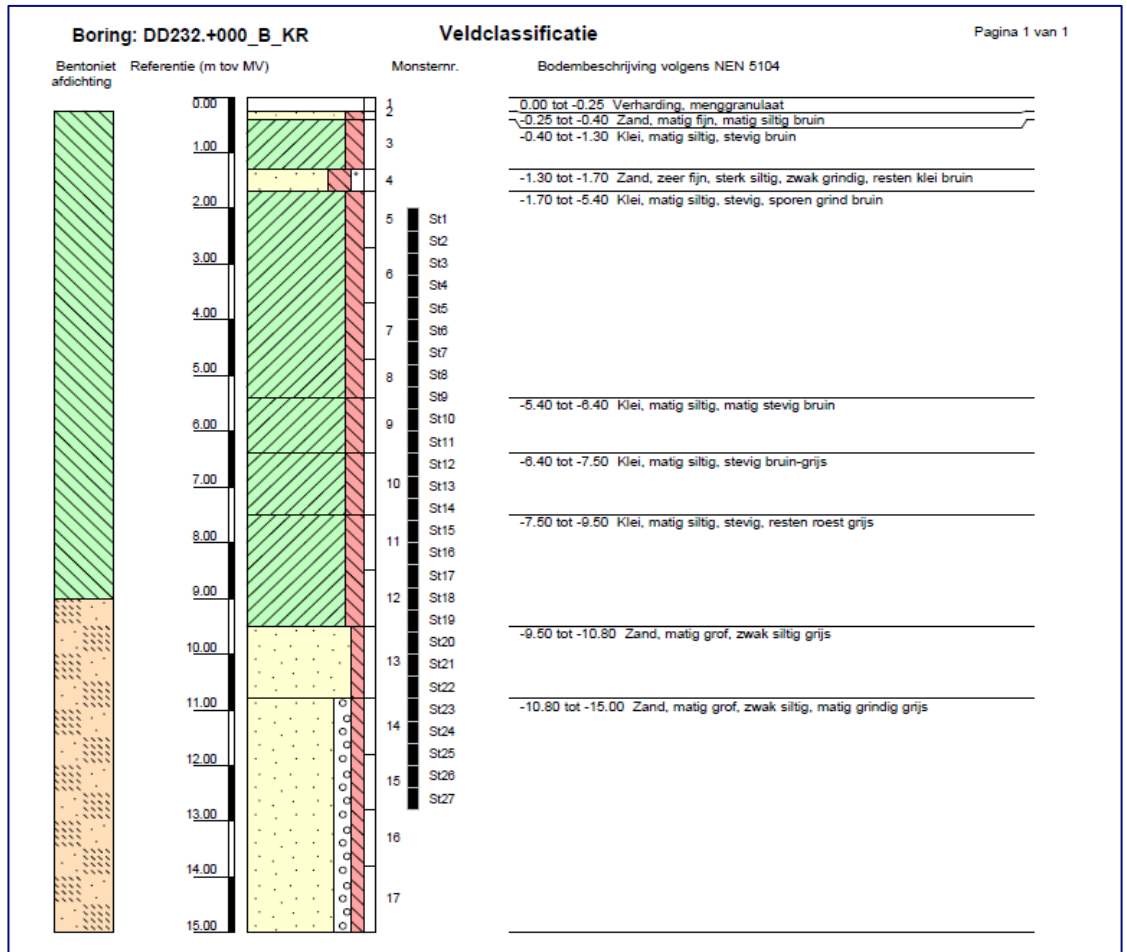 Boring: DD232.+000_B_KR
Veldclassificatie
Pagina 1 van 1
Bentoniet
afdichting
Referentie (m tov MV)
Monsternr.
Bodembeschrijving volgens NEN 5104
0.00
1.00
2.00
3.00
4.00
5.00
6.00
7.00
8.00
9.00
10.00
11.00
12.00
13.00
14.00
15.00
*
1
2
3
4
5
6
7
8
9
10
11
12
13
14
15
16
17
St1
St2
St3
St4
St5
St6
St7
St8
St9
St10
St11
St12
St13
St14
St15
St16
St17
St18
St19
St20
St21
St22
St23
St24
St25
St26
St27
0.00 tot -0.25 Verharding, menggranulaat
-0.25 tot -0.40 Zand, matig fijn, matig siltig bruin
-0.40 tot -1.30 Klei, matig siltig, stevig bruin
-1.30 tot -1.70 Zand, zeer fijn, sterk siltig, zwak grindig, resten klei bruin
-1.70 tot -5.40 Klei, matig siltig, stevig, sporen grind bruin
-5.40 tot -6.40 Klei, matig siltig, matig stevig bruin
-6.40 tot -7.50 Klei, matig siltig, stevig bruin-grijs
-7.50 tot -9.50 Klei, matig siltig, stevig, resten roest grijs
-9.50 tot -10.80 Zand, matig grof, zwak siltig grijs
-10.80 tot -15.00 Zand, matig grof, zwak siltig, matig grindig grijs